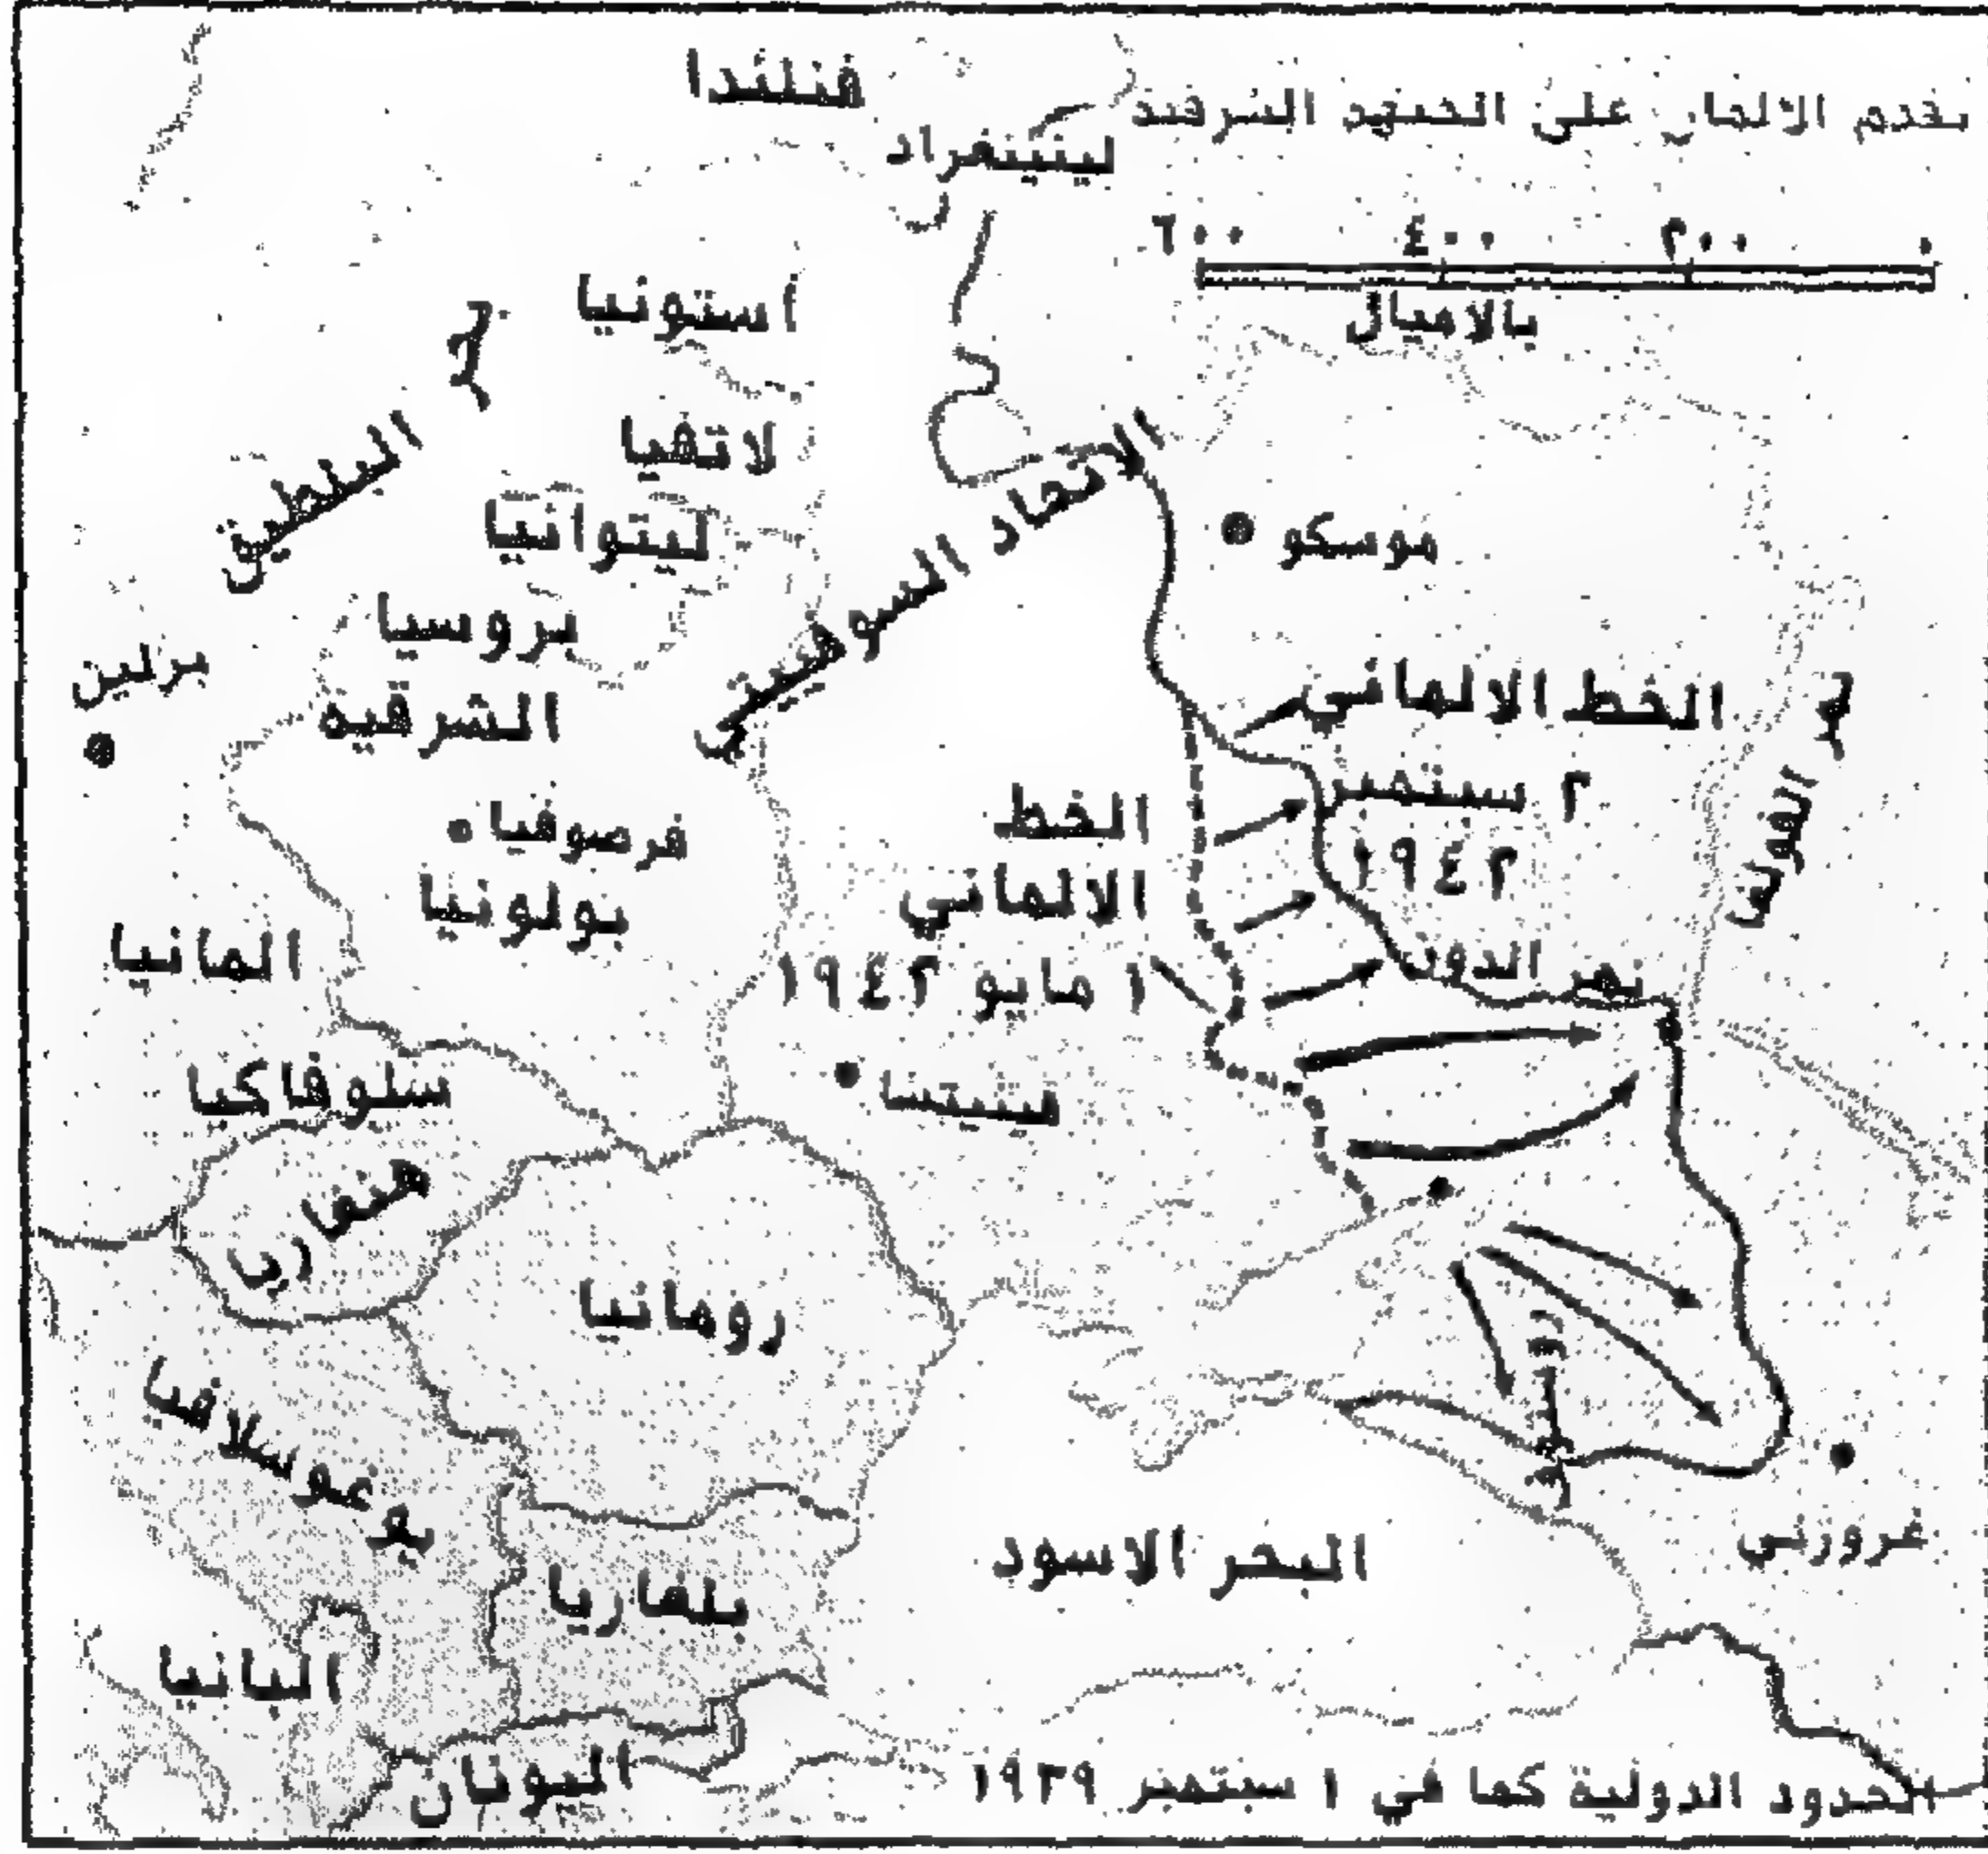 تقدم الالمان على الجبهة الشرقية
٦٠٠ ٤٠٠ ٢٠٠ ٠
بالاميال
فنلندا
لينينغراد
استونيا
لاتفيا
ليتوانيا
البلطيق
الاتحاد السوفييتي
موسكو
بروسيا
الشرقية
برلين
فرصوفيا
بولونيا
المانيا
الخط الالماني
٢ سبتمبر
١٩٤٢
الفولغا
الخط
الالماني
١ مايو ١٩٤٢
نهر الدون
سلوفاكيا
هنغاريا
رومانيا
يوغوسلافيا
بلغاريا
البانيا
اليونان
البحر الاسود
غروزني
الحدود الدولية كما في ١ سبتمبر ١٩٣٩